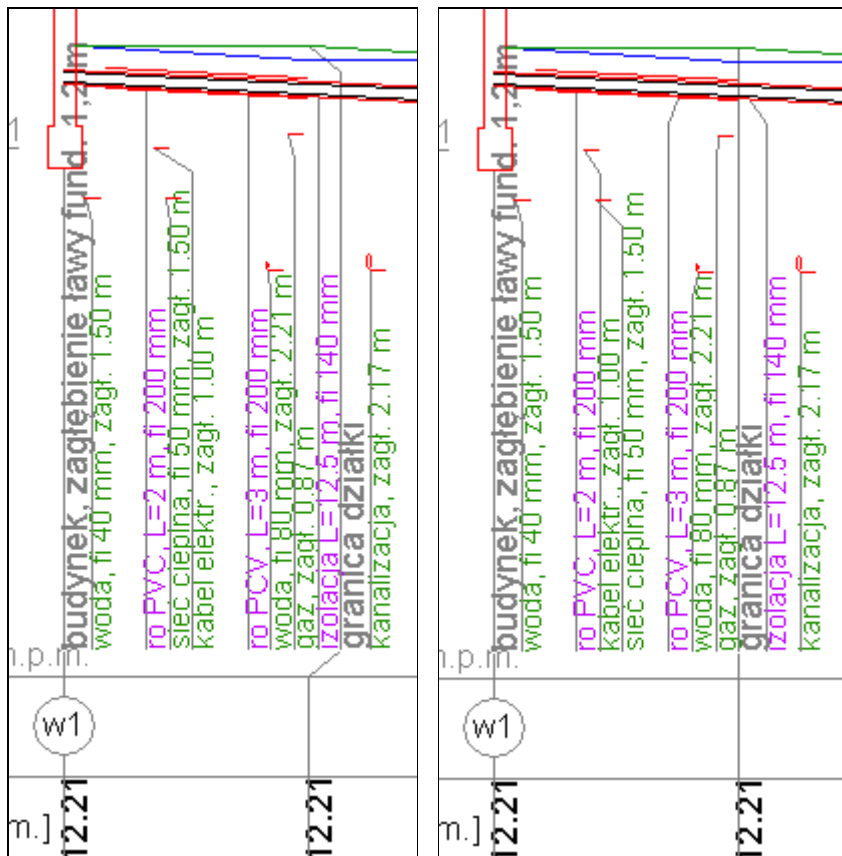 1
budynek, zagłębienie ławy fund. 1,2 m
woda, fi 40 mm, zagł. 1.50 m
ro PVC, L=2 m, fi 200 mm
siec cieplna, fi 50 mm, zagł. 1.50 m
kabel elektr., zagł. 1.00 m
ro PCV, L=3 m, fi 200 mm
woda, fi 80 mm, zagł. 2.21 m
gaz, zagł. 0.87 m
izolacja L=12.5 m, fi 140 mm
granica działki
kanalizacja, zagł. 2.17 m
n.p.m.
w1
12.21
12.21
m.]
1
budynek, zagłębienie ławy fund. 1,2 m
woda, fi 40 mm, zagł. 1.50 m
ro PVC, L=2 m, fi 200 mm
kabel elektr., zagł. 1.00 m
siec cieplna, fi 50 mm, zagł. 1.50 m
ro PCV, L=3 m, fi 200 mm
woda, fi 80 mm, zagł. 2.21 m
gaz, zagł. 0.87 m
granica działki
izolacja L=12.5 m, fi 140 mm
kanalizacja, zagł. 2.17 m
n.p.m.
w1
12.21
12.21
m.]